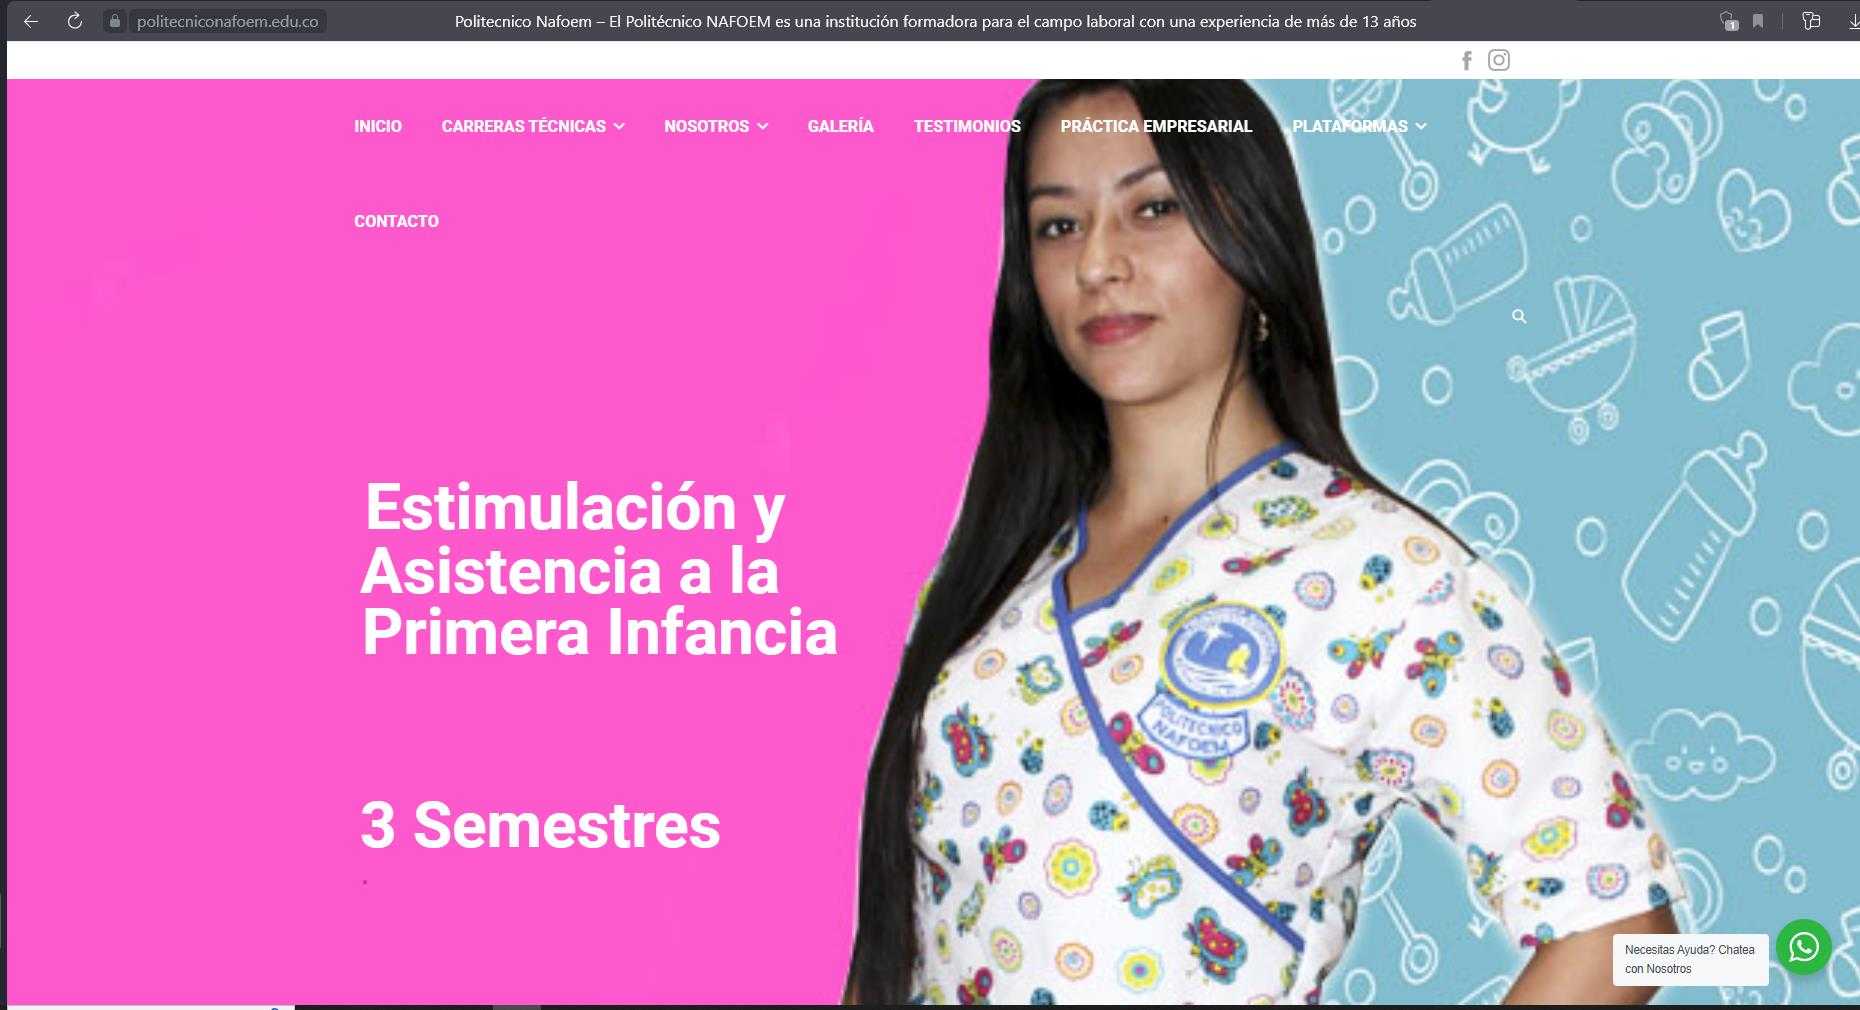 politecniconafoem.edu.co
Politecnico Nafoem – El Politécnico NAFOEM es una institución formadora para el campo laboral con una experiencia de más de 13 años
1
INICIO CARRERAS TÉCNICAS NOSOTROS GALERÍA TESTIMONIOS PRÁCTICA EMPRESARIAL PLATAFORMAS
CONTACTO
Estimulación y
Asistencia a la
Primera Infancia
POLITECNICO
NAFOEM
3 Semestres
Necesitas Ayuda? Chatea
con Nosotros